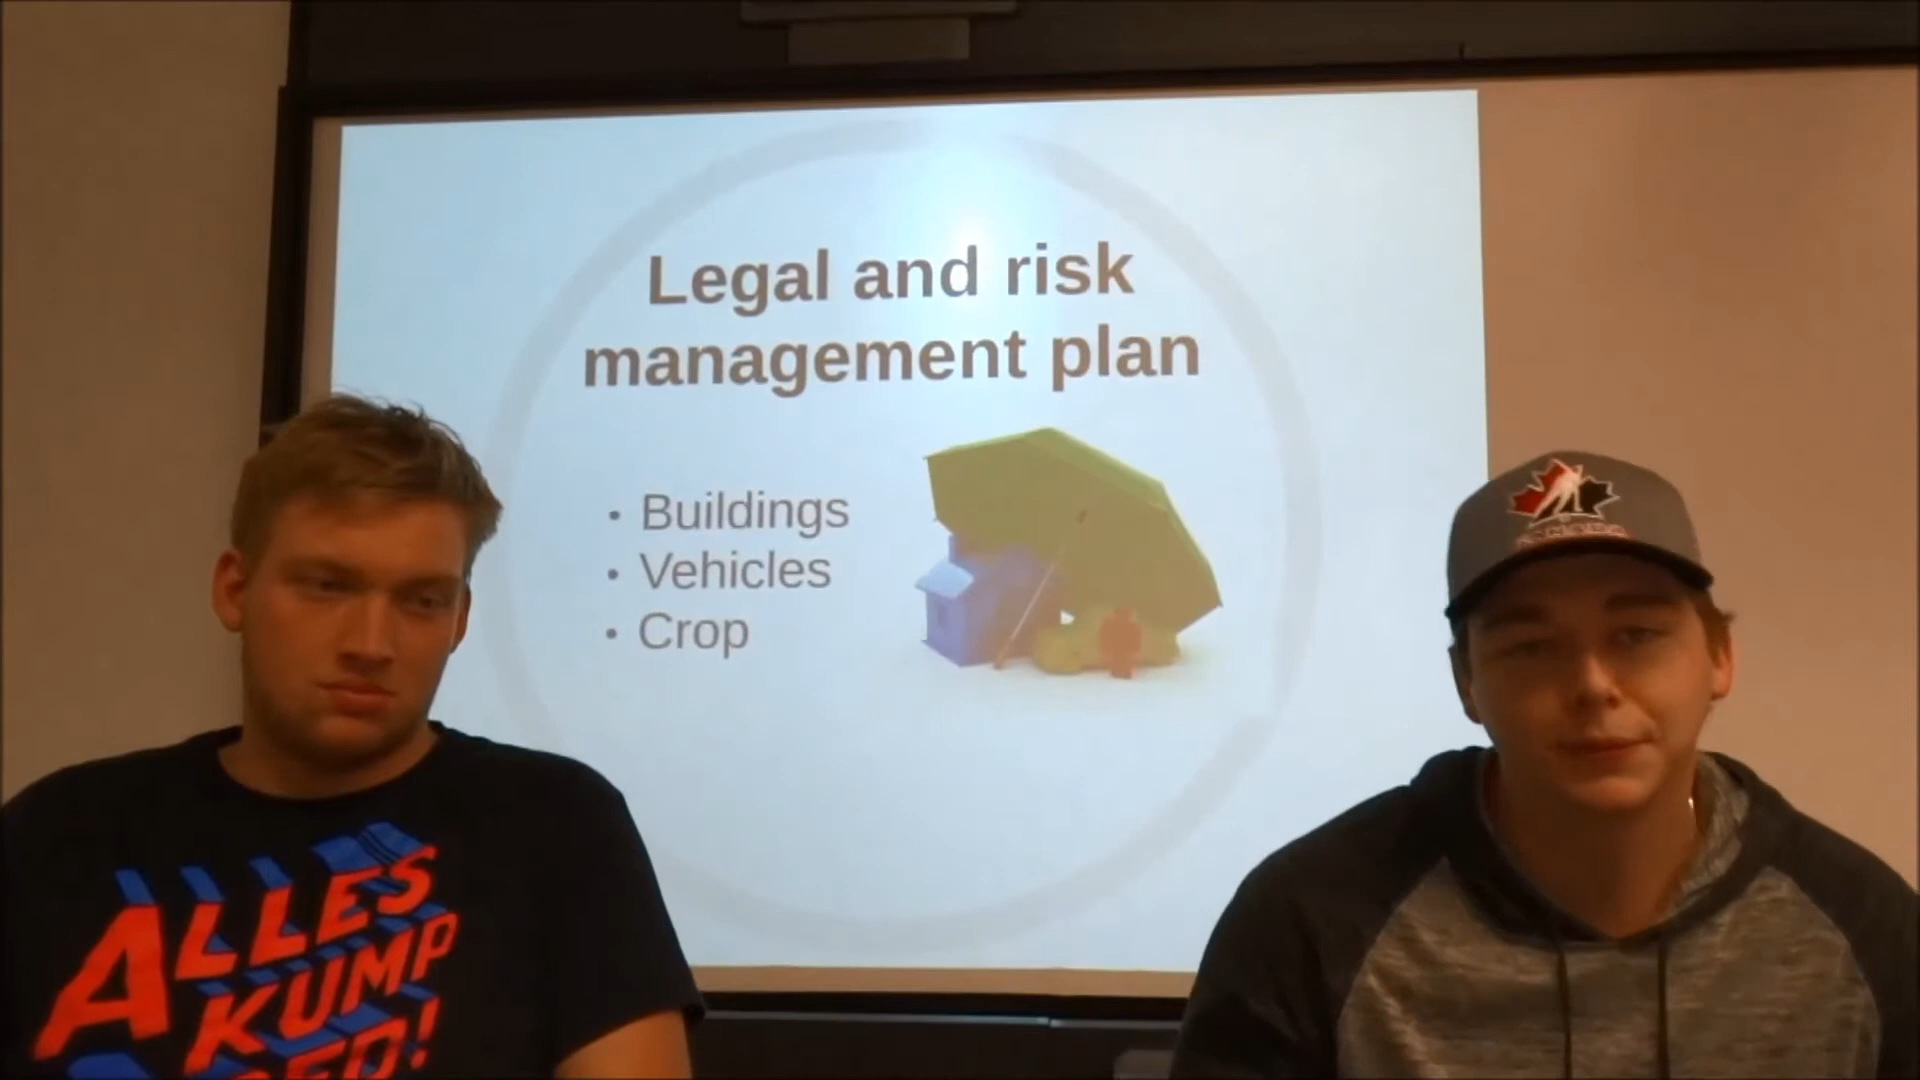 Legal and risk
management plan
• Buildings
• Vehicles
• Crop
ALLES
KUMP